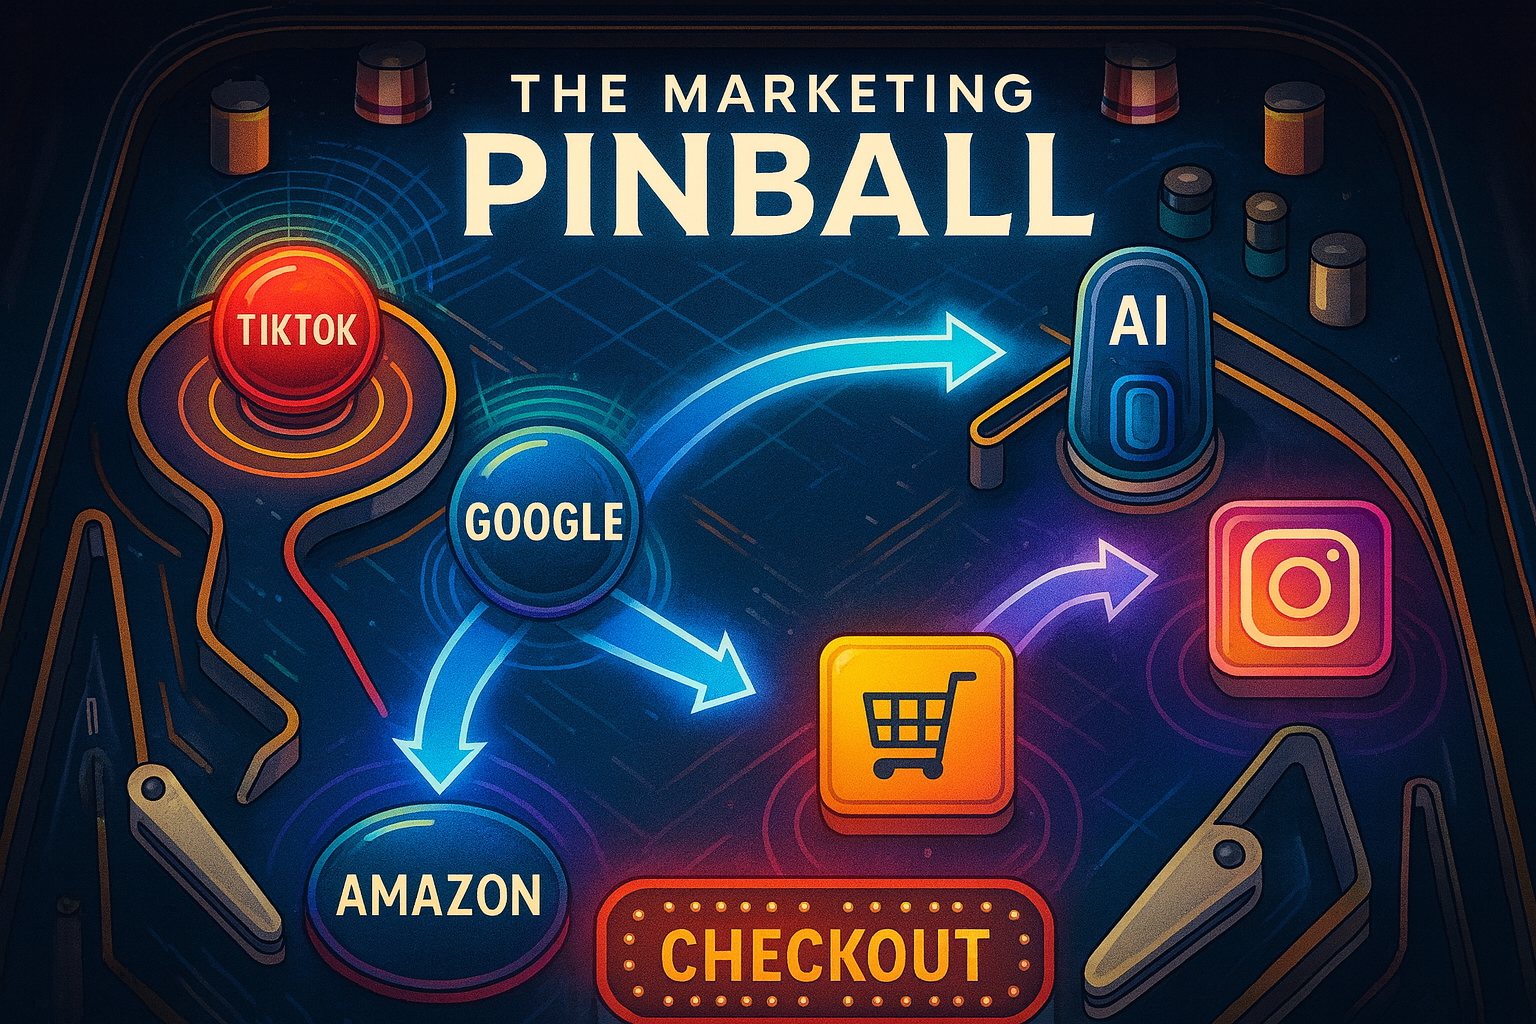 THE MARKETING
PINBALL
TIKTOK
AI
GOOGLE
AMAZON
CHECKOUT